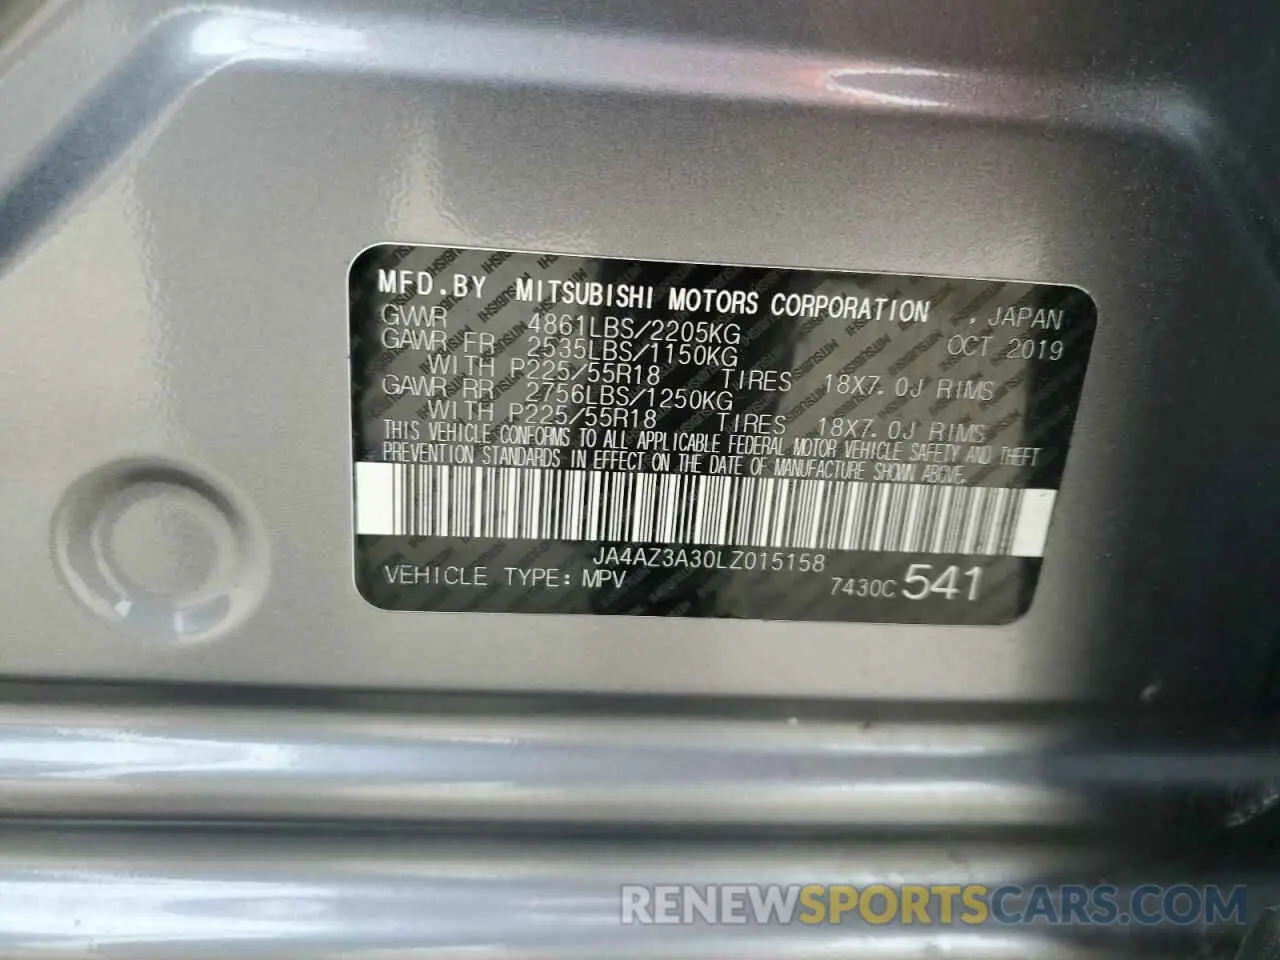 MFD.BY MITSUBISHI MOTORS CORPORATION , JAPAN
GVWR 4861LBS/2205KG OCT 2019
GAWR FR 2535LBS/1150KG
WITH P225/55R18 TIRES 18X7.0J RIMS
GAWR RR 2756LBS/1250KG
WITH P225/55R18 TIRES 18X7.0J RIMS
THIS VEHICLE CONFORMS TO ALL APPLICABLE FEDERAL MOTOR VEHICLE SAFETY AND THEFT
PREVENTION STANDARDS IN EFFECT ON THE DATE OF MANUFACTURE SHOWN ABOVE.
JA4AZ3A30LZ015158
VEHICLE TYPE: MPV 7430C 541
RENEWSPORTSCARS.COM